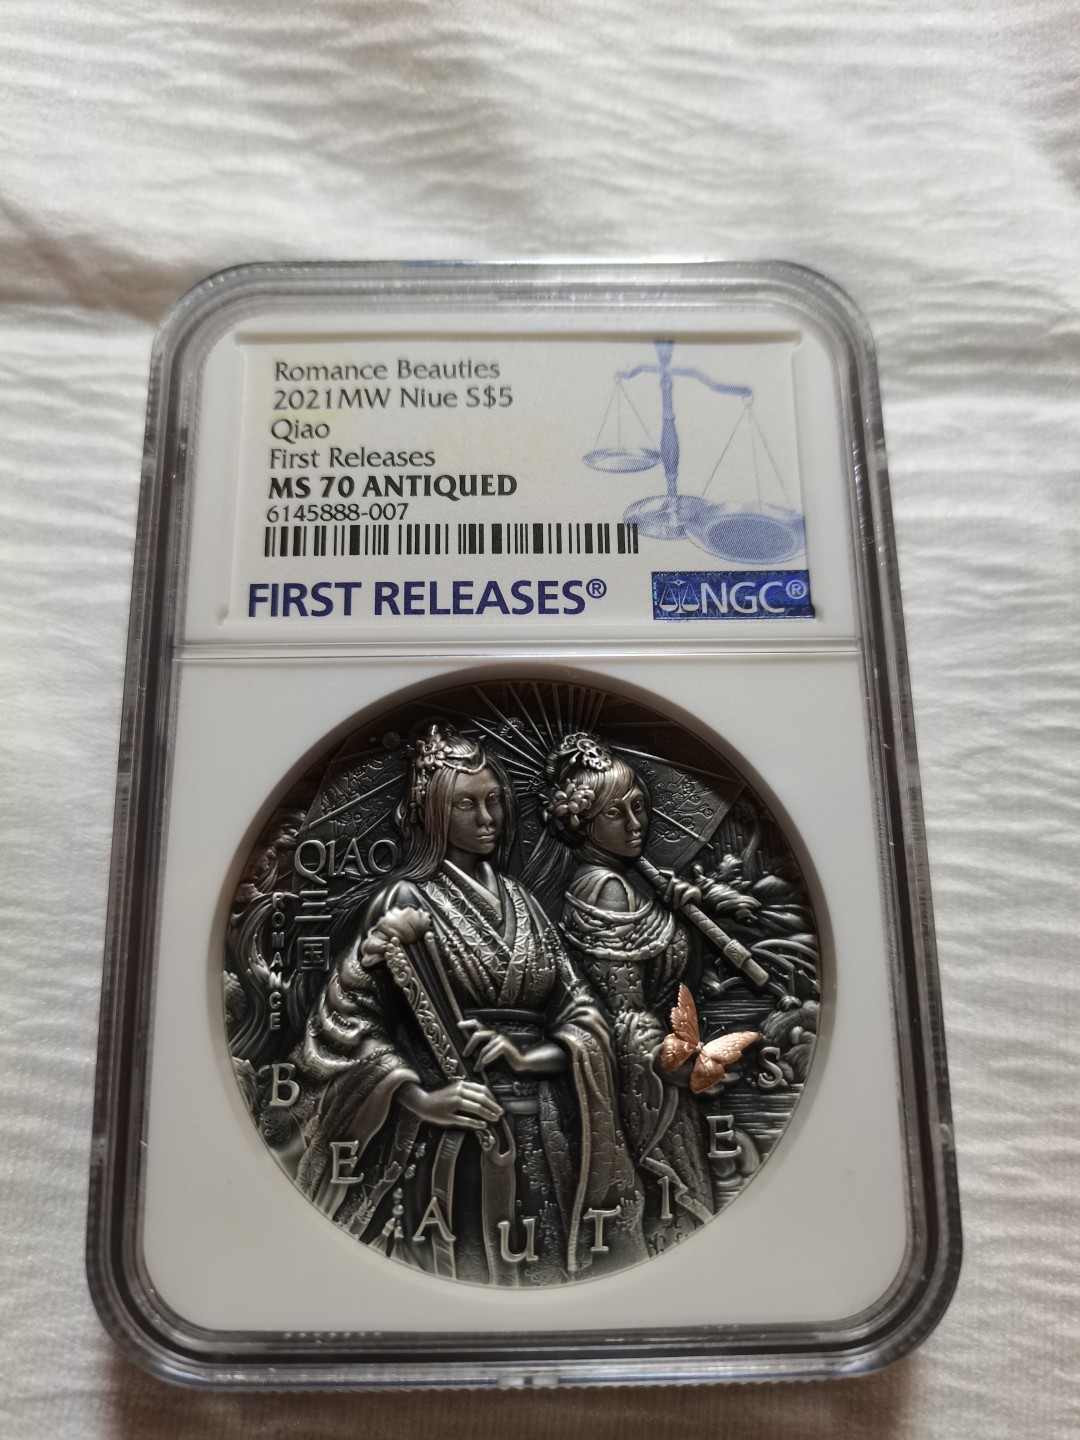 Romance Beauties
2021MW Niue S$5
Qiao
First Releases
MS 70 ANTIQUED
6145888-007
FIRST RELEASES®
NGC®
QIAO
三国
ROMANCE
BEAUTIES